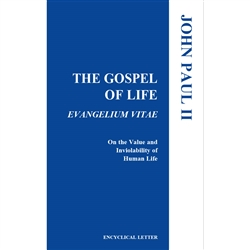 THE GOSPEL
OF LIFE
EVANGELIUM VITAE
On the Value and
Inviolability of
Human Life
ENCYCLICAL LETTER
JOHN PAUL II